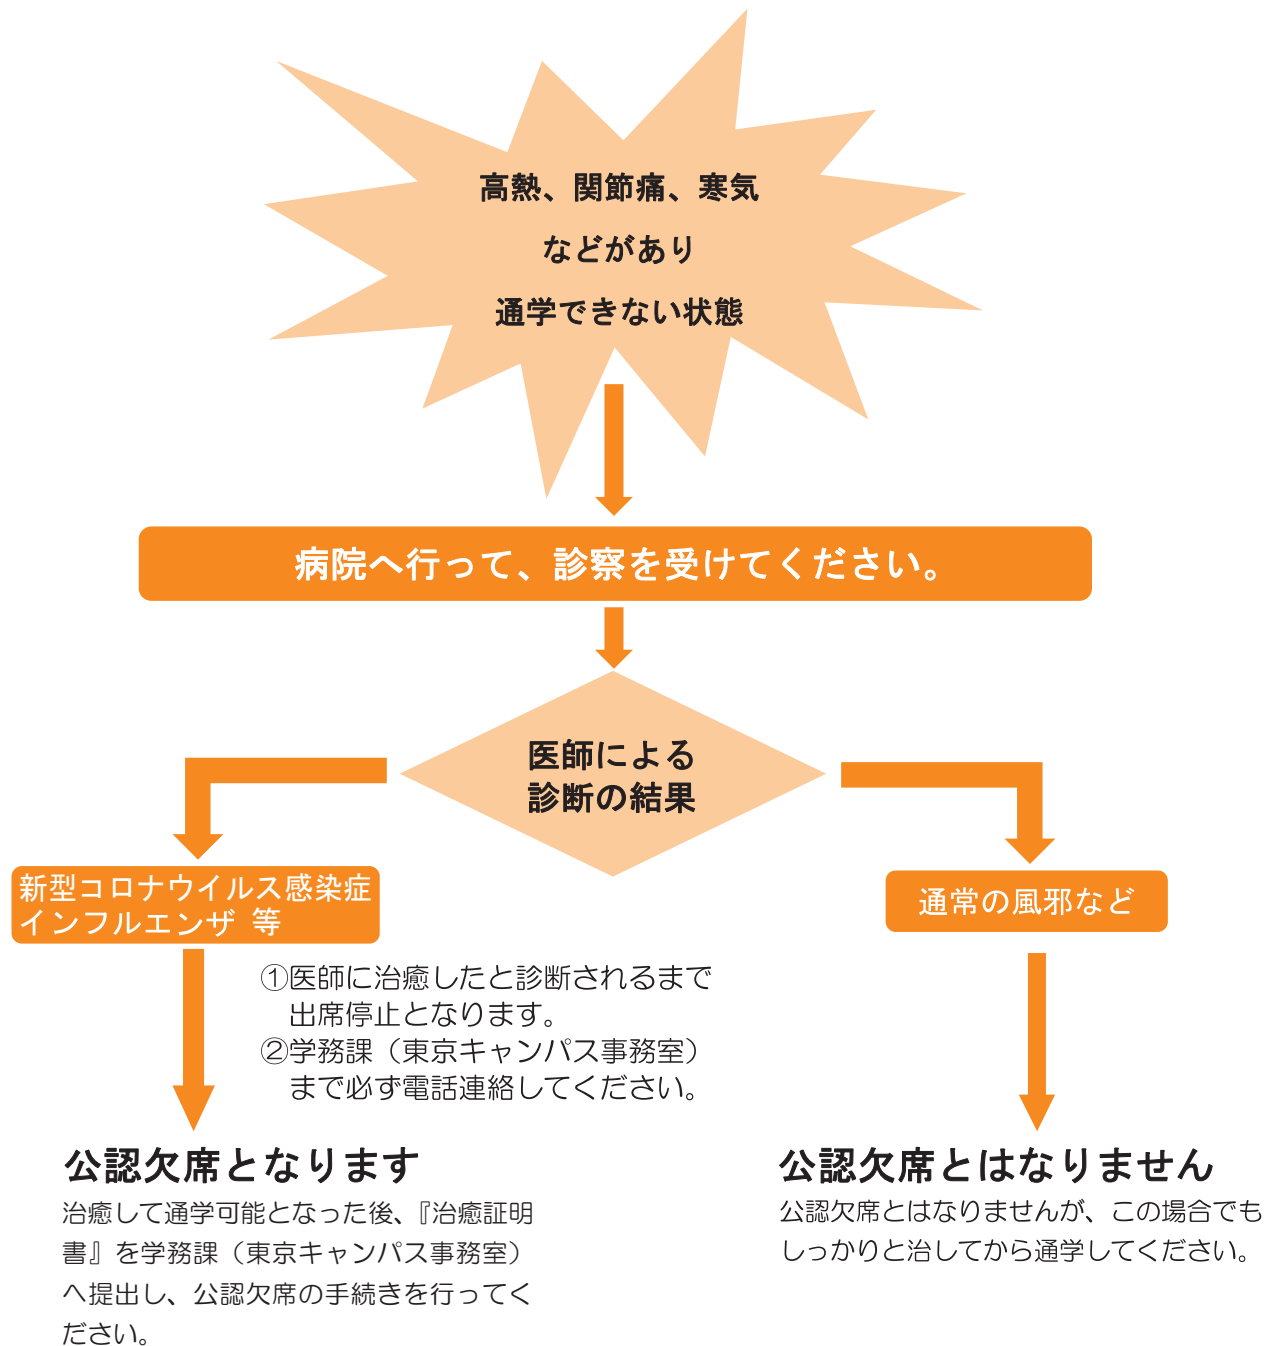 高熱、関節痛、寒気
などがあり
通学できない状態
病院へ行って、診察を受けてください。
医師による
診断の結果
新型コロナウイルス感染症
インフルエンザ 等
通常の風邪など
①医師に治癒したと診断されるまで
出席停止となります。
②学務課（東京キャンパス事務室）
まで必ず電話連絡してください。
公認欠席となります
治癒して通学可能となった後、『治癒証明
書』を学務課（東京キャンパス事務室）
へ提出し、公認欠席の手続きを行ってく
ださい。
公認欠席とはなりません
公認欠席とはなりませんが、この場合でも
しっかりと治してから通学してください。